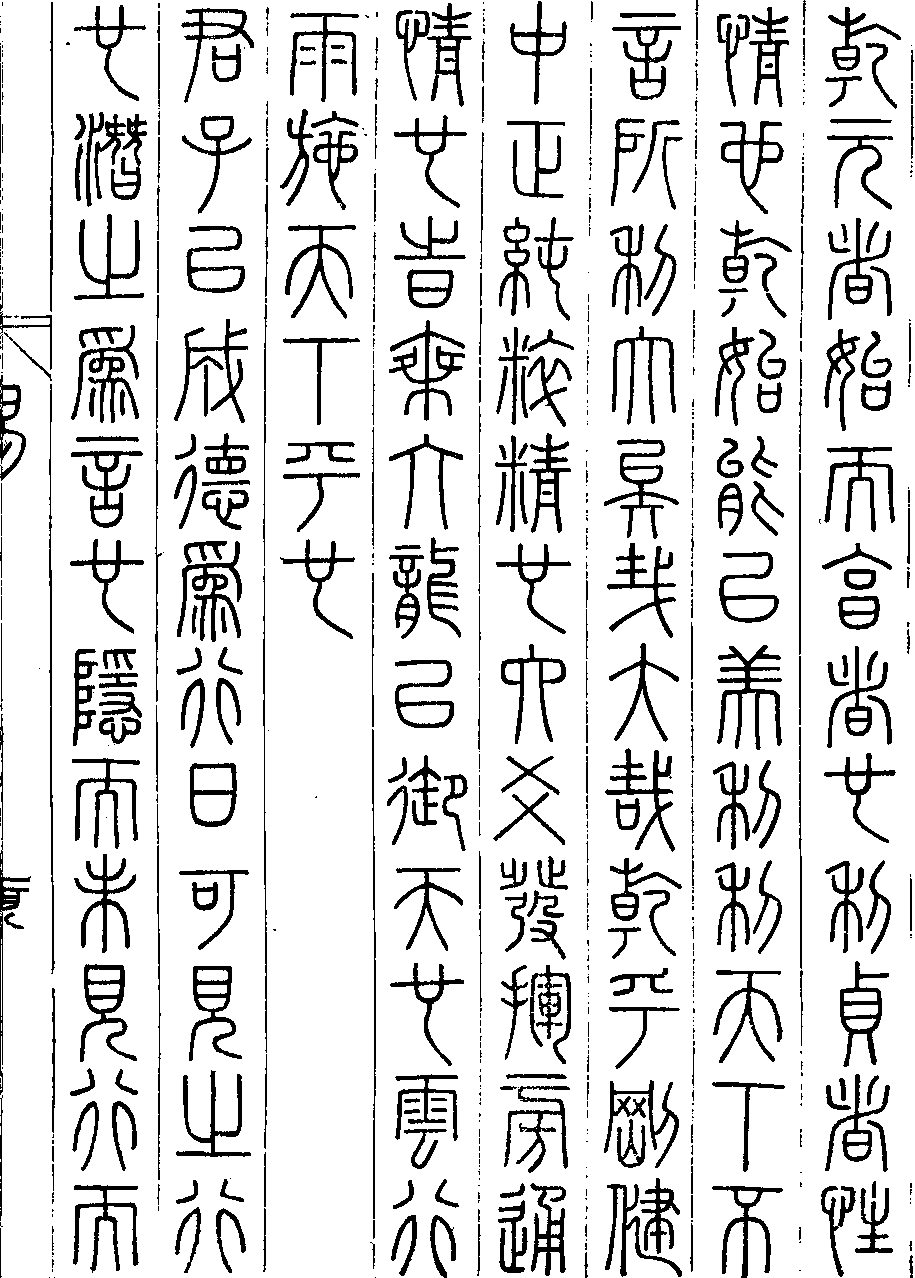 乾元者始而亨者也利貞者性
情也乾始能以美利利天下不
言所利大矣哉大哉乾乎剛健
中正純粹精也六爻發揮旁通
情也時乘六龍以御天也雲行
雨施天下平也
君子以成德爲行日可見之行
也潛之爲言也隱而未見行而